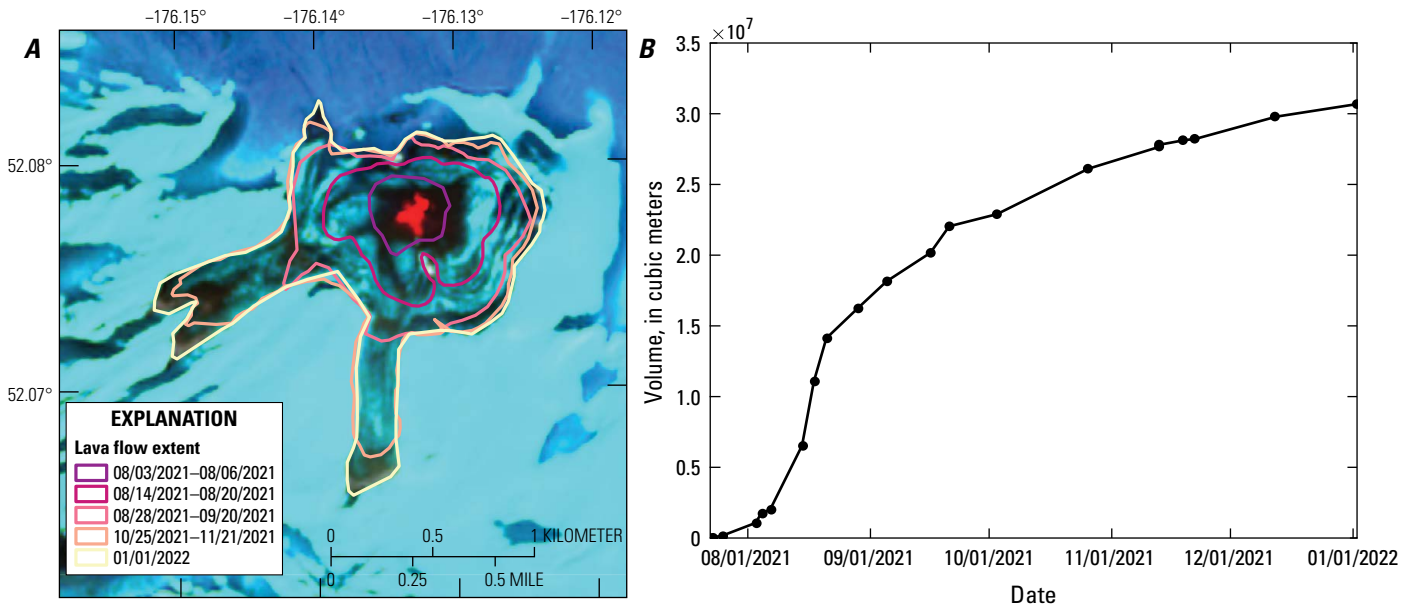 −176.15° −176.14° −176.13° −176.12°
A
52.08°
52.07°
EXPLANATION
Lava flow extent
08/03/2021–08/06/2021
08/14/2021–08/20/2021
08/28/2021–09/20/2021
10/25/2021–11/21/2021
01/01/2022
0 0.5 1 KILOMETER
0 0.25 0.5 MILE
B
×10⁷
3.5
3.0
2.5
2.0
1.5
1.0
0.5
0
Volume, in cubic meters
08/01/2021 09/01/2021 10/01/2021 11/01/2021 12/01/2021 01/01/2022
Date